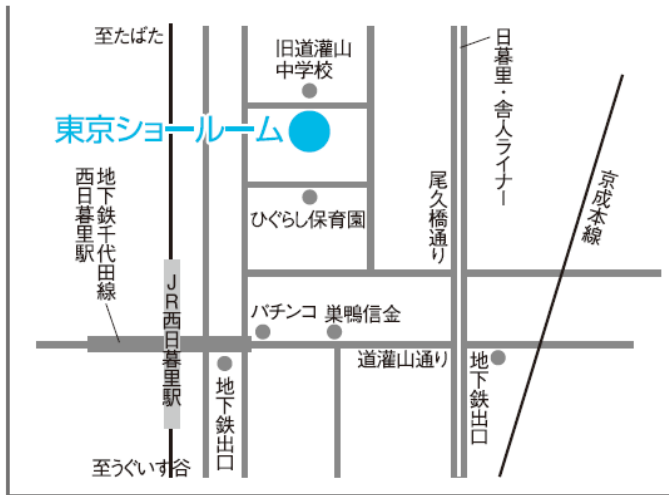 至たばた
旧道灌山
中学校
日暮里・舎人ライナー
東京ショールーム
地下鉄千代田線
西日暮里駅
ひぐらし保育園
尾久橋通り
京成本線
JR西日暮里駅
パチンコ
巣鴨信金
道灌山通り
地下鉄出口
地下鉄出口
至うぐいす谷